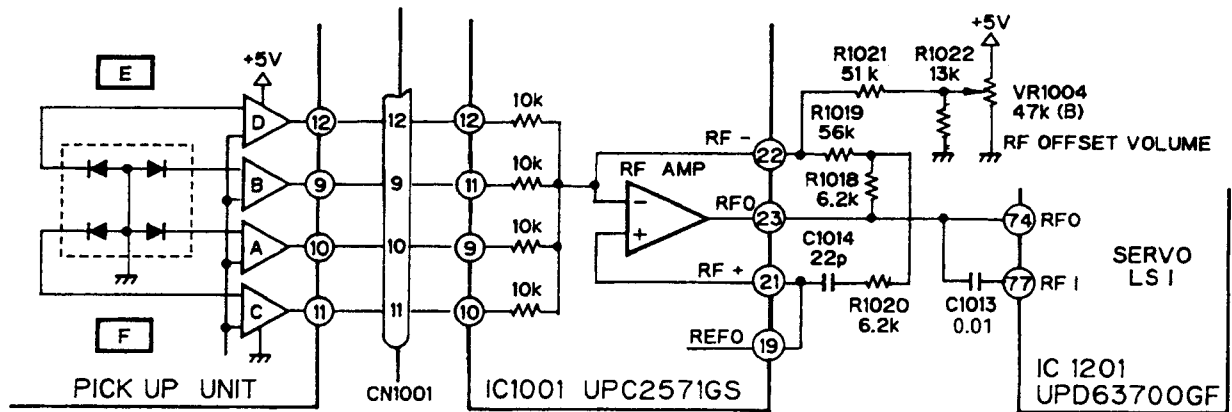 E
+5V
D
12
12
12
10k
B
9
9
11
10k
A
10
10
9
10k
C
11
11
10
10k
F
PICK UP UNIT
CN1001
RF AMP
−
+
RF −
22
RFO
23
RF +
21
REFO
19
IC1001 UPC2571GS
R1021
51k
R1022
13k
+5V
VR1004
47k (B)
RF OFFSET VOLUME
R1019
56k
R1018
6.2k
C1014
22p
R1020
6.2k
C1013
0.01
74
RFO
77
RF I
SERVO
LSI
IC 1201
UPD63700GF